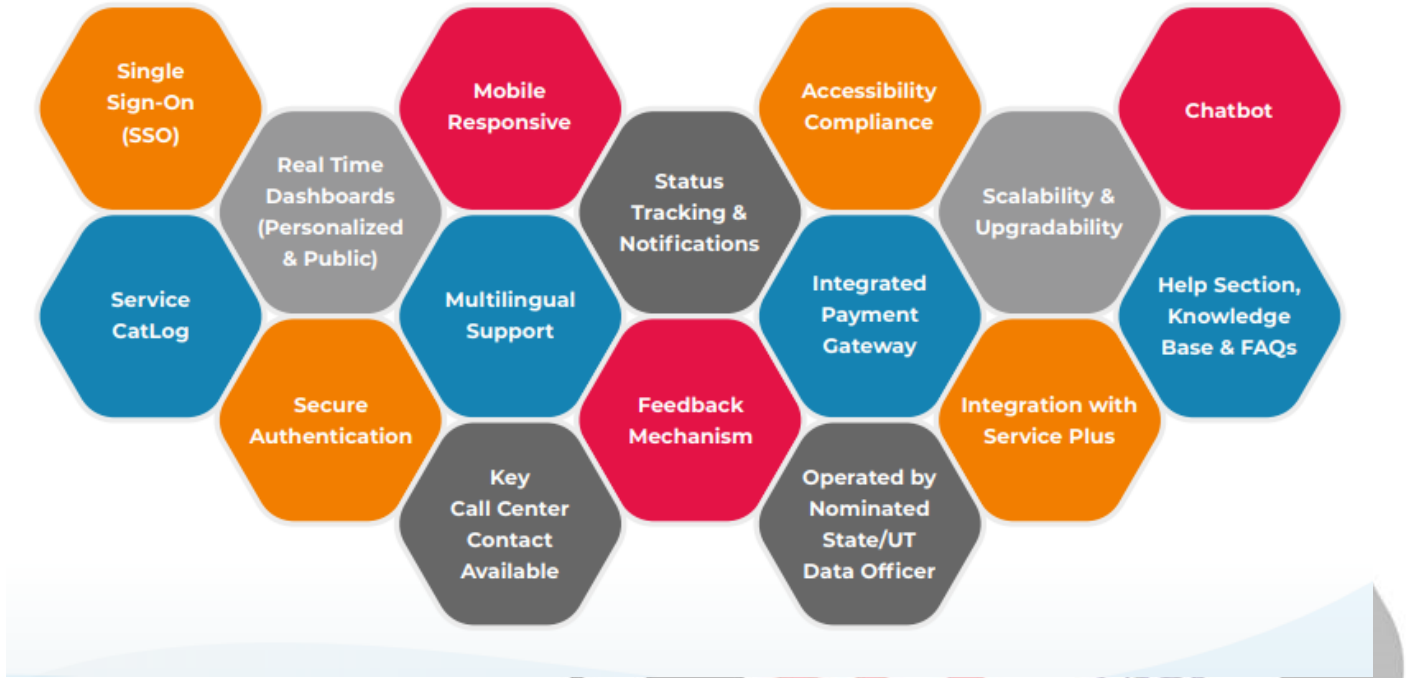 Single
Sign-On
(SSO)
Mobile
Responsive
Accessibility
Compliance
Chatbot
Real Time
Dashboards
(Personalized
& Public)
Status
Tracking &
Notifications
Scalability &
Upgradability
Service
CatLog
Multilingual
Support
Integrated
Payment
Gateway
Help Section,
Knowledge
Base & FAQs
Secure
Authentication
Feedback
Mechanism
Integration with
Service Plus
Key
Call Center
Contact
Available
Operated by
Nominated
State/UT
Data Officer